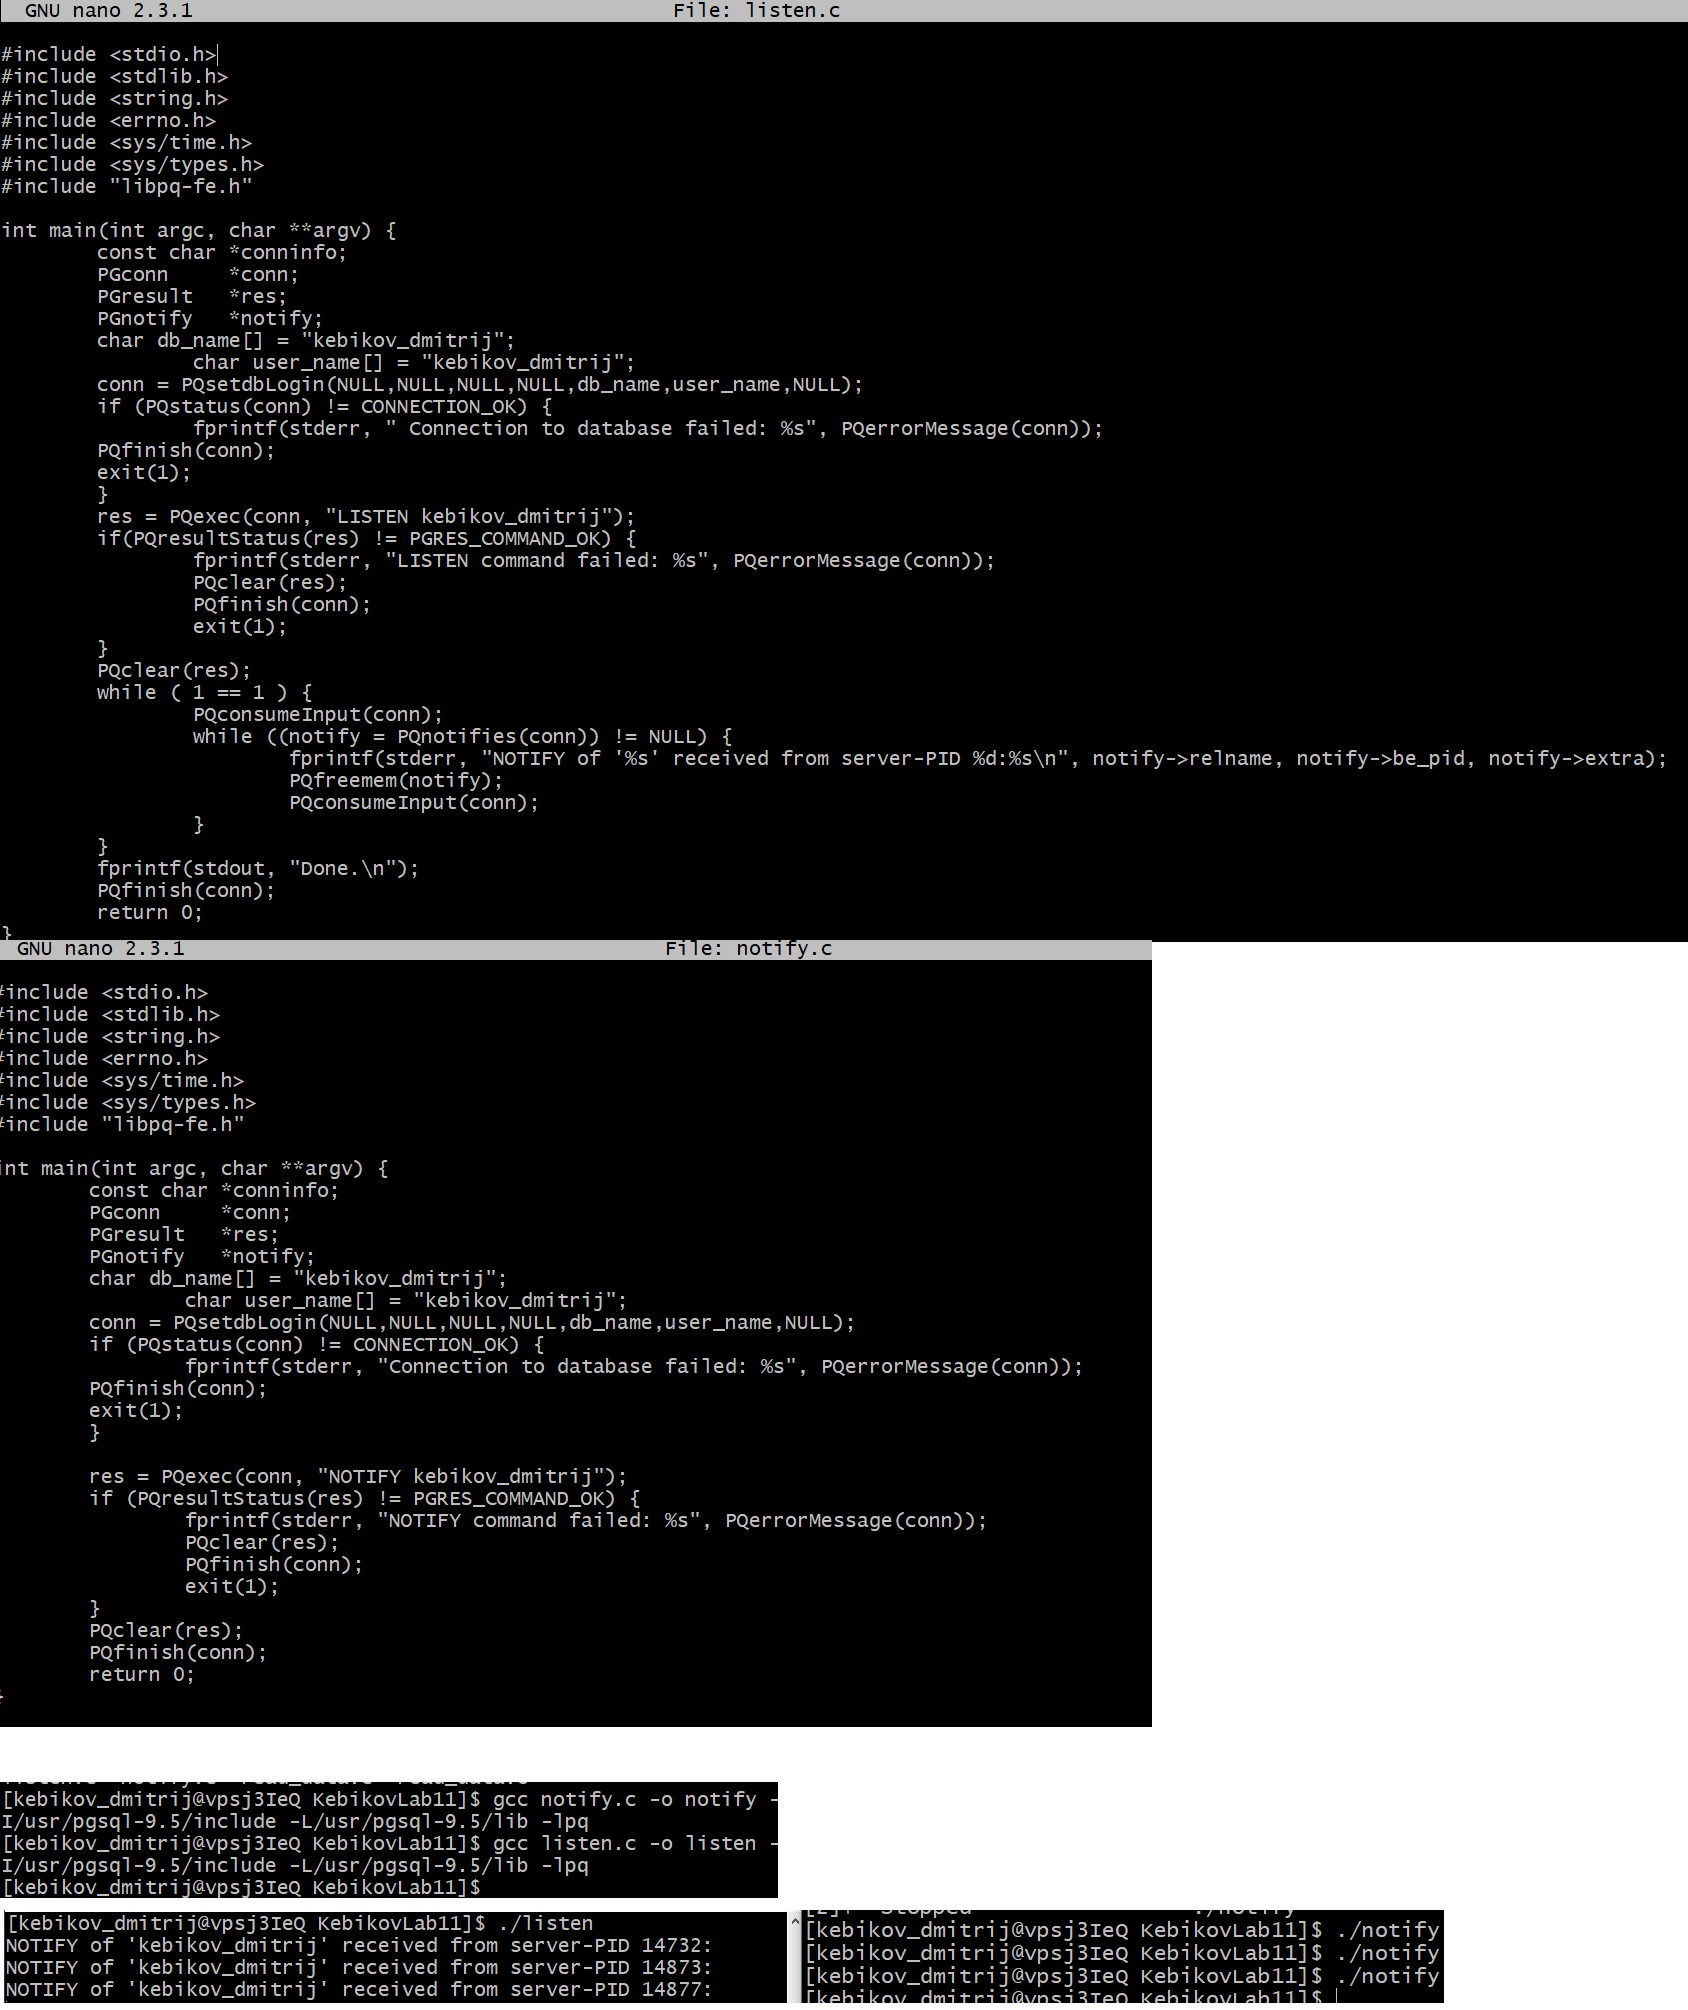 GNU nano 2.3.1 File: listen.c
#include <stdio.h>
#include <stdlib.h>
#include <string.h>
#include <errno.h>
#include <sys/time.h>
#include <sys/types.h>
#include "libpq-fe.h"
int main(int argc, char **argv) {
const char *conninfo;
PGconn *conn;
PGresult *res;
PGnotify *notify;
char db_name[] = "kebikov_dmitrij";
char user_name[] = "kebikov_dmitrij";
conn = PQsetdbLogin(NULL,NULL,NULL,NULL,db_name,user_name,NULL);
if (PQstatus(conn) != CONNECTION_OK) {
fprintf(stderr, " Connection to database failed: %s", PQerrorMessage(conn));
PQfinish(conn);
exit(1);
}
res = PQexec(conn, "LISTEN kebikov_dmitrij");
if(PQresultStatus(res) != PGRES_COMMAND_OK) {
fprintf(stderr, "LISTEN command failed: %s", PQerrorMessage(conn));
PQclear(res);
PQfinish(conn);
exit(1);
}
PQclear(res);
while ( 1 == 1 ) {
PQconsumeInput(conn);
while ((notify = PQnotifies(conn)) != NULL) {
fprintf(stderr, "NOTIFY of '%s' received from server-PID %d:%s\n", notify->relname, notify->be_pid, notify->extra);
PQfreemem(notify);
PQconsumeInput(conn);
}
}
fprintf(stdout, "Done.\n");
PQfinish(conn);
return 0;
}
GNU nano 2.3.1 File: notify.c
#include <stdio.h>
#include <stdlib.h>
#include <string.h>
#include <errno.h>
#include <sys/time.h>
#include <sys/types.h>
#include "libpq-fe.h"
int main(int argc, char **argv) {
const char *conninfo;
PGconn *conn;
PGresult *res;
PGnotify *notify;
char db_name[] = "kebikov_dmitrij";
char user_name[] = "kebikov_dmitrij";
conn = PQsetdbLogin(NULL,NULL,NULL,NULL,db_name,user_name,NULL);
if (PQstatus(conn) != CONNECTION_OK) {
fprintf(stderr, "Connection to database failed: %s", PQerrorMessage(conn));
PQfinish(conn);
exit(1);
}
res = PQexec(conn, "NOTIFY kebikov_dmitrij");
if (PQresultStatus(res) != PGRES_COMMAND_OK) {
fprintf(stderr, "NOTIFY command failed: %s", PQerrorMessage(conn));
PQclear(res);
PQfinish(conn);
exit(1);
}
PQclear(res);
PQfinish(conn);
return 0;
}
[kebikov_dmitrij@vpsj3IeQ KebikovLab11]$ gcc notify.c -o notify -
I/usr/pgsql-9.5/include -L/usr/pgsql-9.5/lib -lpq
[kebikov_dmitrij@vpsj3IeQ KebikovLab11]$ gcc listen.c -o listen -
I/usr/pgsql-9.5/include -L/usr/pgsql-9.5/lib -lpq
[kebikov_dmitrij@vpsj3IeQ KebikovLab11]$
[kebikov_dmitrij@vpsj3IeQ KebikovLab11]$ ./listen
NOTIFY of 'kebikov_dmitrij' received from server-PID 14732:
NOTIFY of 'kebikov_dmitrij' received from server-PID 14873:
NOTIFY of 'kebikov_dmitrij' received from server-PID 14877:
[2]+ Stopped ./notify
[kebikov_dmitrij@vpsj3IeQ KebikovLab11]$ ./notify
[kebikov_dmitrij@vpsj3IeQ KebikovLab11]$ ./notify
[kebikov_dmitrij@vpsj3IeQ KebikovLab11]$ ./notify
[kebikov_dmitrij@vpsj3IeQ KebikovLab11]$